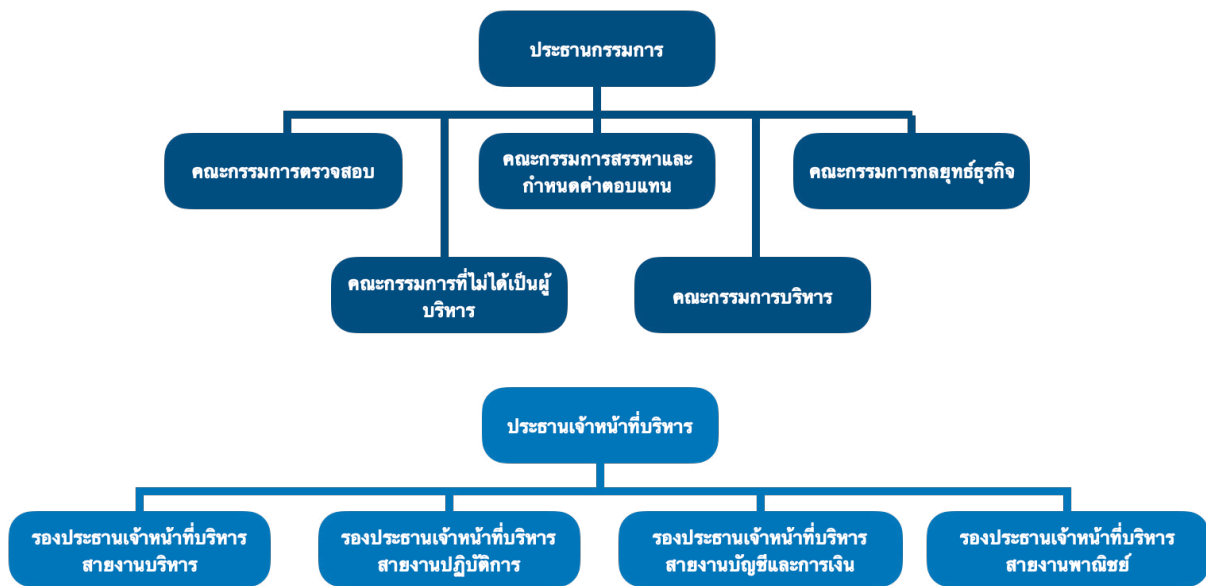 ประธานกรรมการ
คณะกรรมการตรวจสอบ
คณะกรรมการสรรหาและ
กำหนดค่าตอบแทน
คณะกรรมการกลยุทธ์ธุรกิจ
คณะกรรมการที่ไม่ได้เป็นผู้
บริหาร
คณะกรรมการบริหาร
ประธานเจ้าหน้าที่บริหาร
รองประธานเจ้าหน้าที่บริหาร
สายงานบริหาร
รองประธานเจ้าหน้าที่บริหาร
สายงานปฏิบัติการ
รองประธานเจ้าหน้าที่บริหาร
สายงานบัญชีและการเงิน
รองประธานเจ้าหน้าที่บริหาร
สายงานพาณิชย์